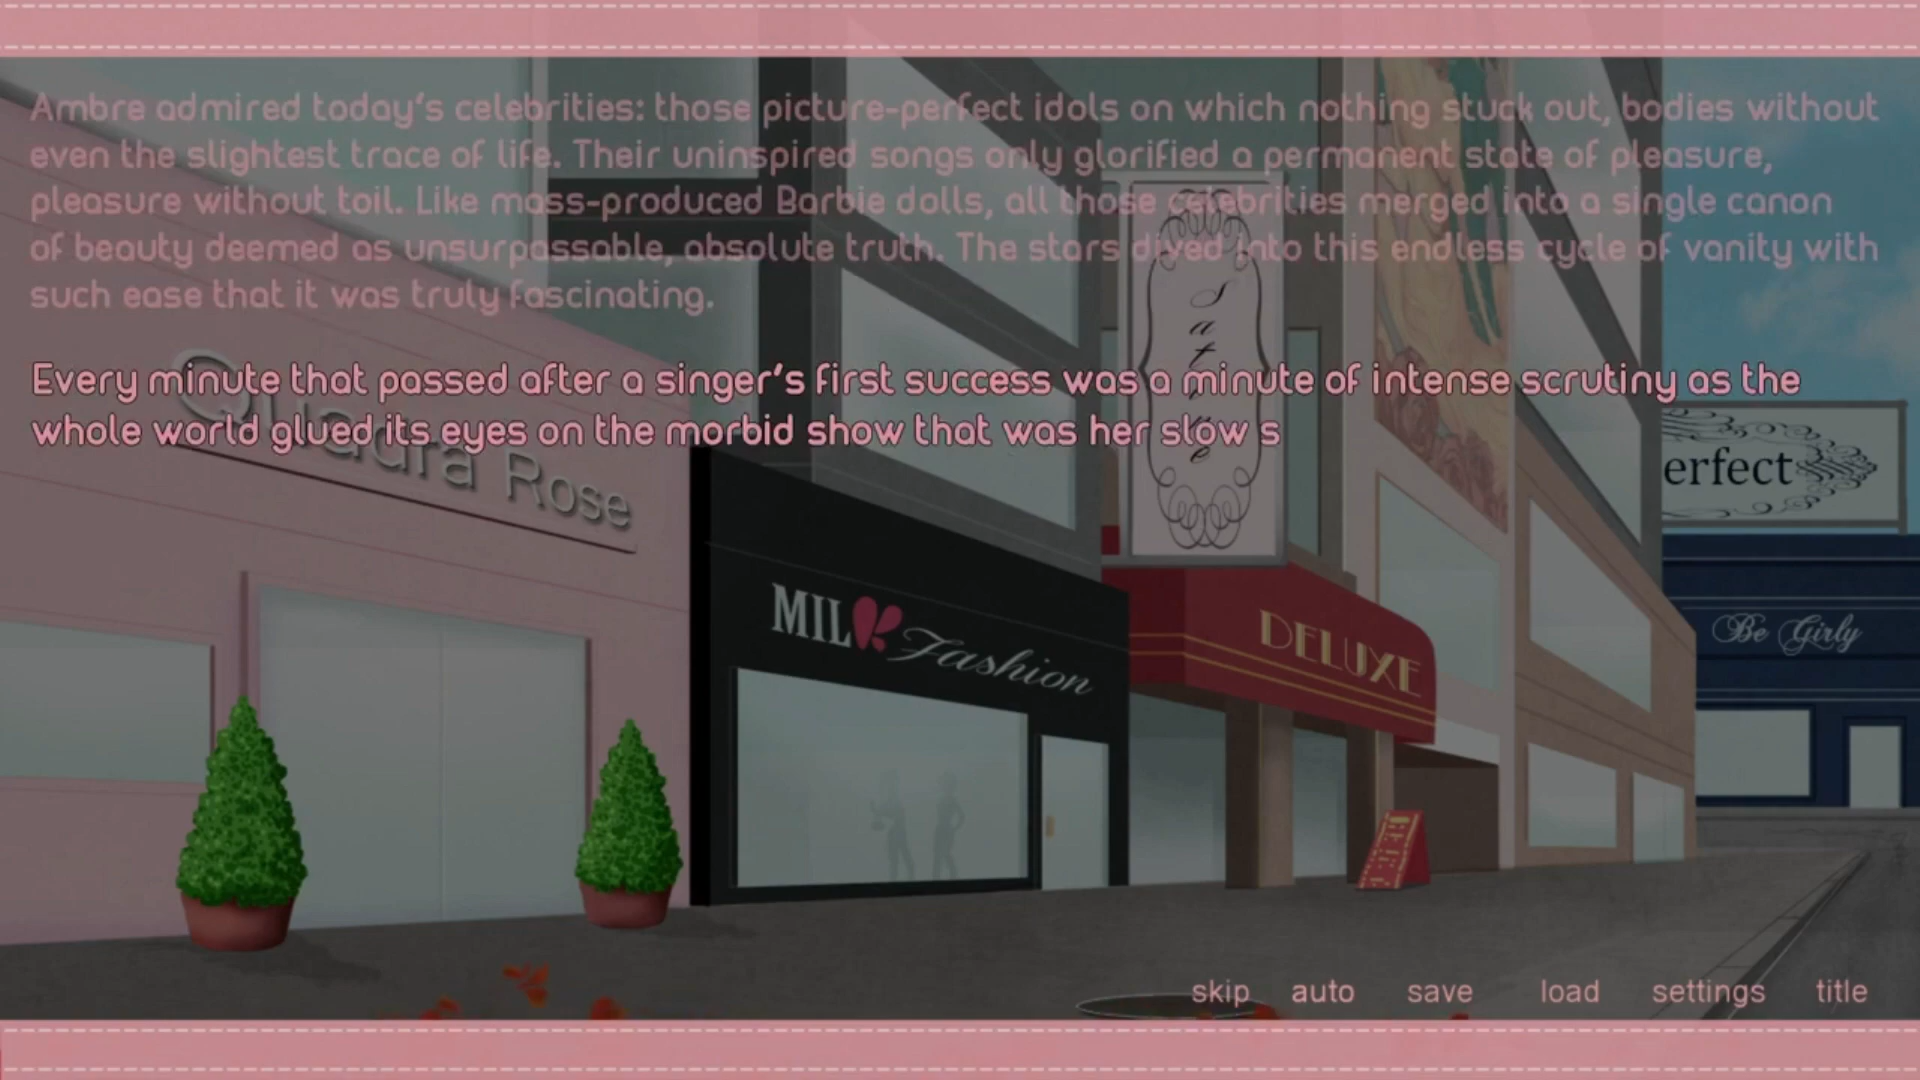 Ambre admired today's celebrities: those picture-perfect idols on which nothing stuck out, bodies without
even the slightest trace of life. Their uninspired songs only glorified a permanent state of pleasure,
pleasure without toil. Like mass-produced Barbie dolls, all those celebrities merged into a single canon
of beauty deemed as unsurpassable, absolute truth. The stars dived into this endless cycle of vanity with
such ease that it was truly fascinating.
Every minute that passed after a singer's first success was a minute of intense scrutiny as the
whole world glued its eyes on the morbid show that was her slow s
Rose
MILK Fashion
DELUXE
erfect
Be Girly
skip auto save load settings title